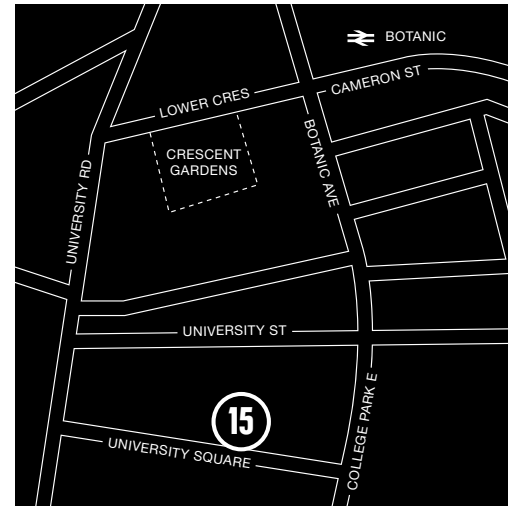 BOTANIC
CAMERON ST
LOWER CRES
BOTANIC AVE
CRESCENT
GARDENS
UNIVERSITY RD
UNIVERSITY ST
15
COLLEGE PARK E
UNIVERSITY SQUARE